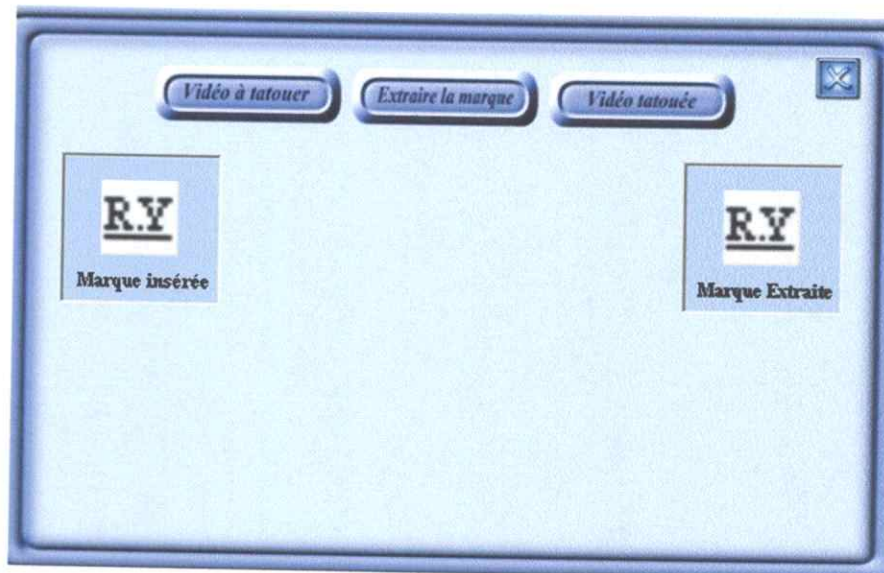 Vidéo à tatouer
Extraire la marque
Vidéo tatouée
R.Y
Marque insérée
R.Y
Marque Extraite